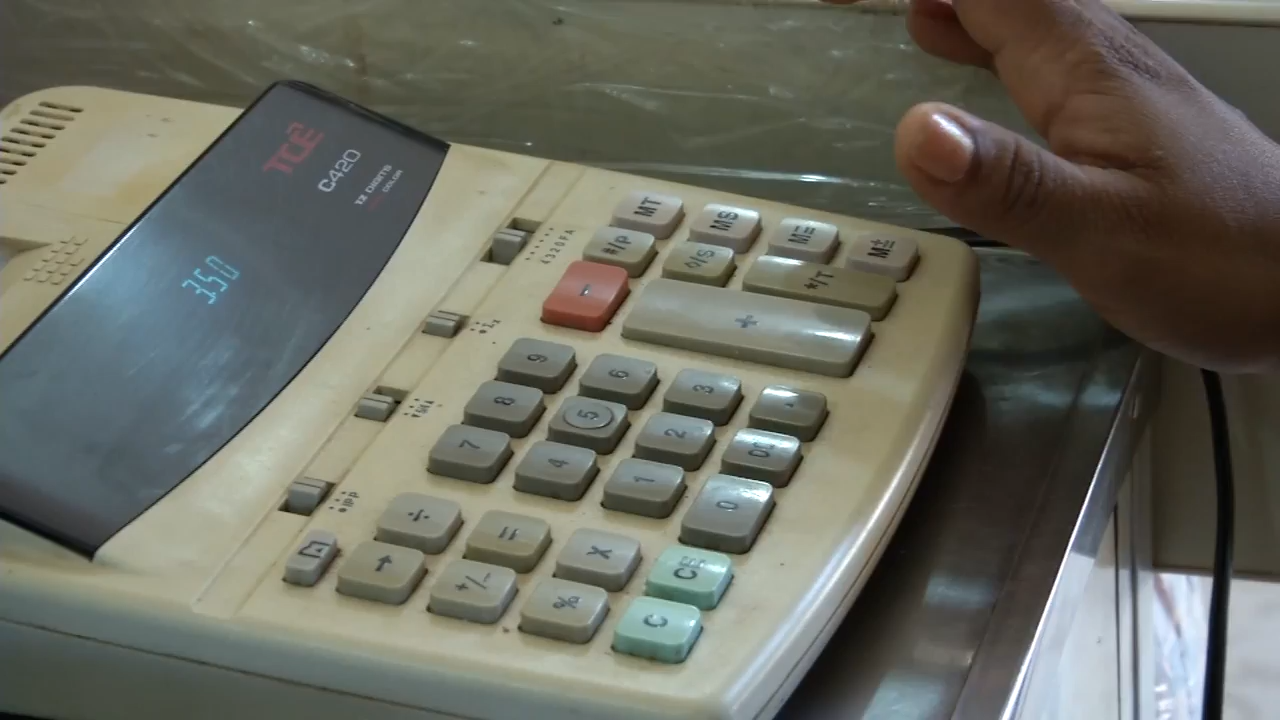 TCE
C420
12 DIGITS
COLOR
350
MT
MS
M±
#/P
◊/S
*/T
-
+
9
6
3
.
8
5
2
00
7
4
1
0
÷
=
X
CE
→
+/-
%
C